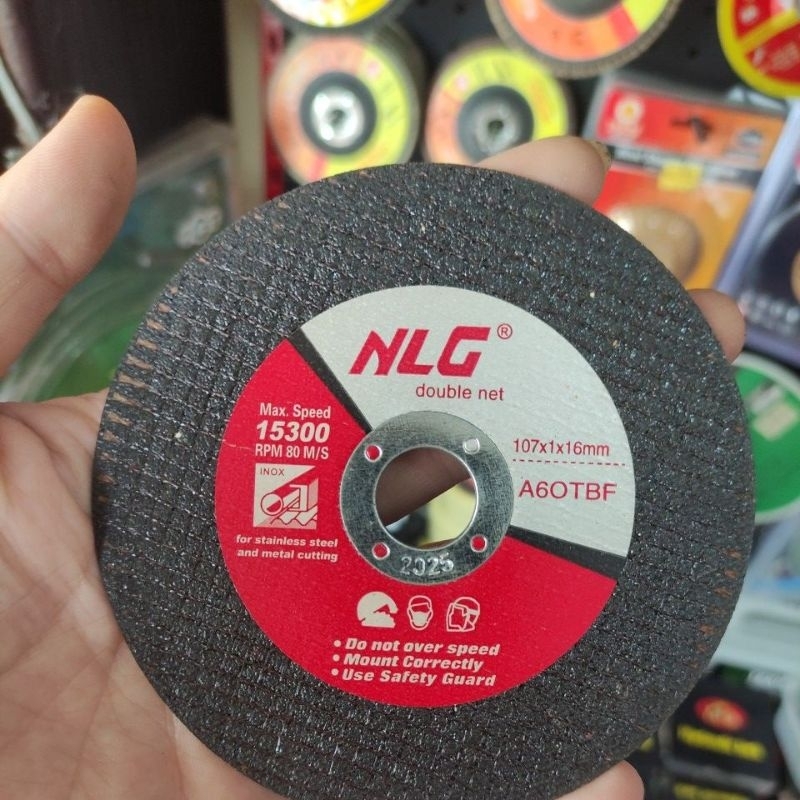 NLG®
double net
Max. Speed
15300
RPM 80 M/S
INOX
for stainless steel
and metal cutting
107x1x16mm
A60TBF
2025
• Do not over speed
• Mount Correctly
• Use Safety Guard